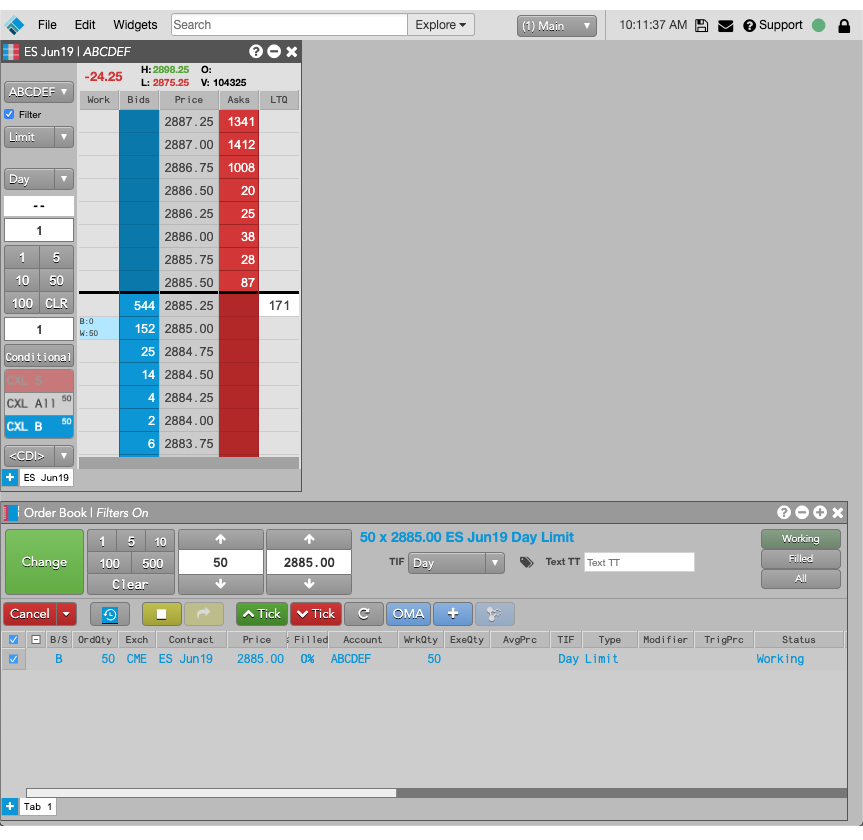 File Edit Widgets Search Explore (1) Main 10:11:37 AM Support
ES Jun19 | ABCDEF
-24.25 H: 2898.25 O:
L: 2875.25 V: 104325
ABCDEF
Filter
Limit
Day
--
1
1 5
10 50
100 CLR
1
Conditional
CXL S
CXL All 50
CXL B 50
<CDI>
Work Bids Price Asks LTQ
2887.25 1341
2887.00 1412
2886.75 1008
2886.50 20
2886.25 25
2886.00 38
2885.75 28
2885.50 87
544 2885.25 171
B:0
W:50
152 2885.00
25 2884.75
14 2884.50
4 2884.25
2 2884.00
6 2883.75
+ ES Jun19
Order Book | Filters On
Change
1 5 10
100 500
Clear
50
2885.00
50 x 2885.00 ES Jun19 Day Limit
TIF Day Text TT Text TT
Working
Filled
All
Cancel Tick Tick OMA +
B/S OrdQty Exch Contract Price Filled Account WrkQty ExeQty AvgPrc TIF Type Modifier TrigPrc Status
B 50 CME ES Jun19 2885.00 0% ABCDEF 50 Day Limit Working
+ Tab 1